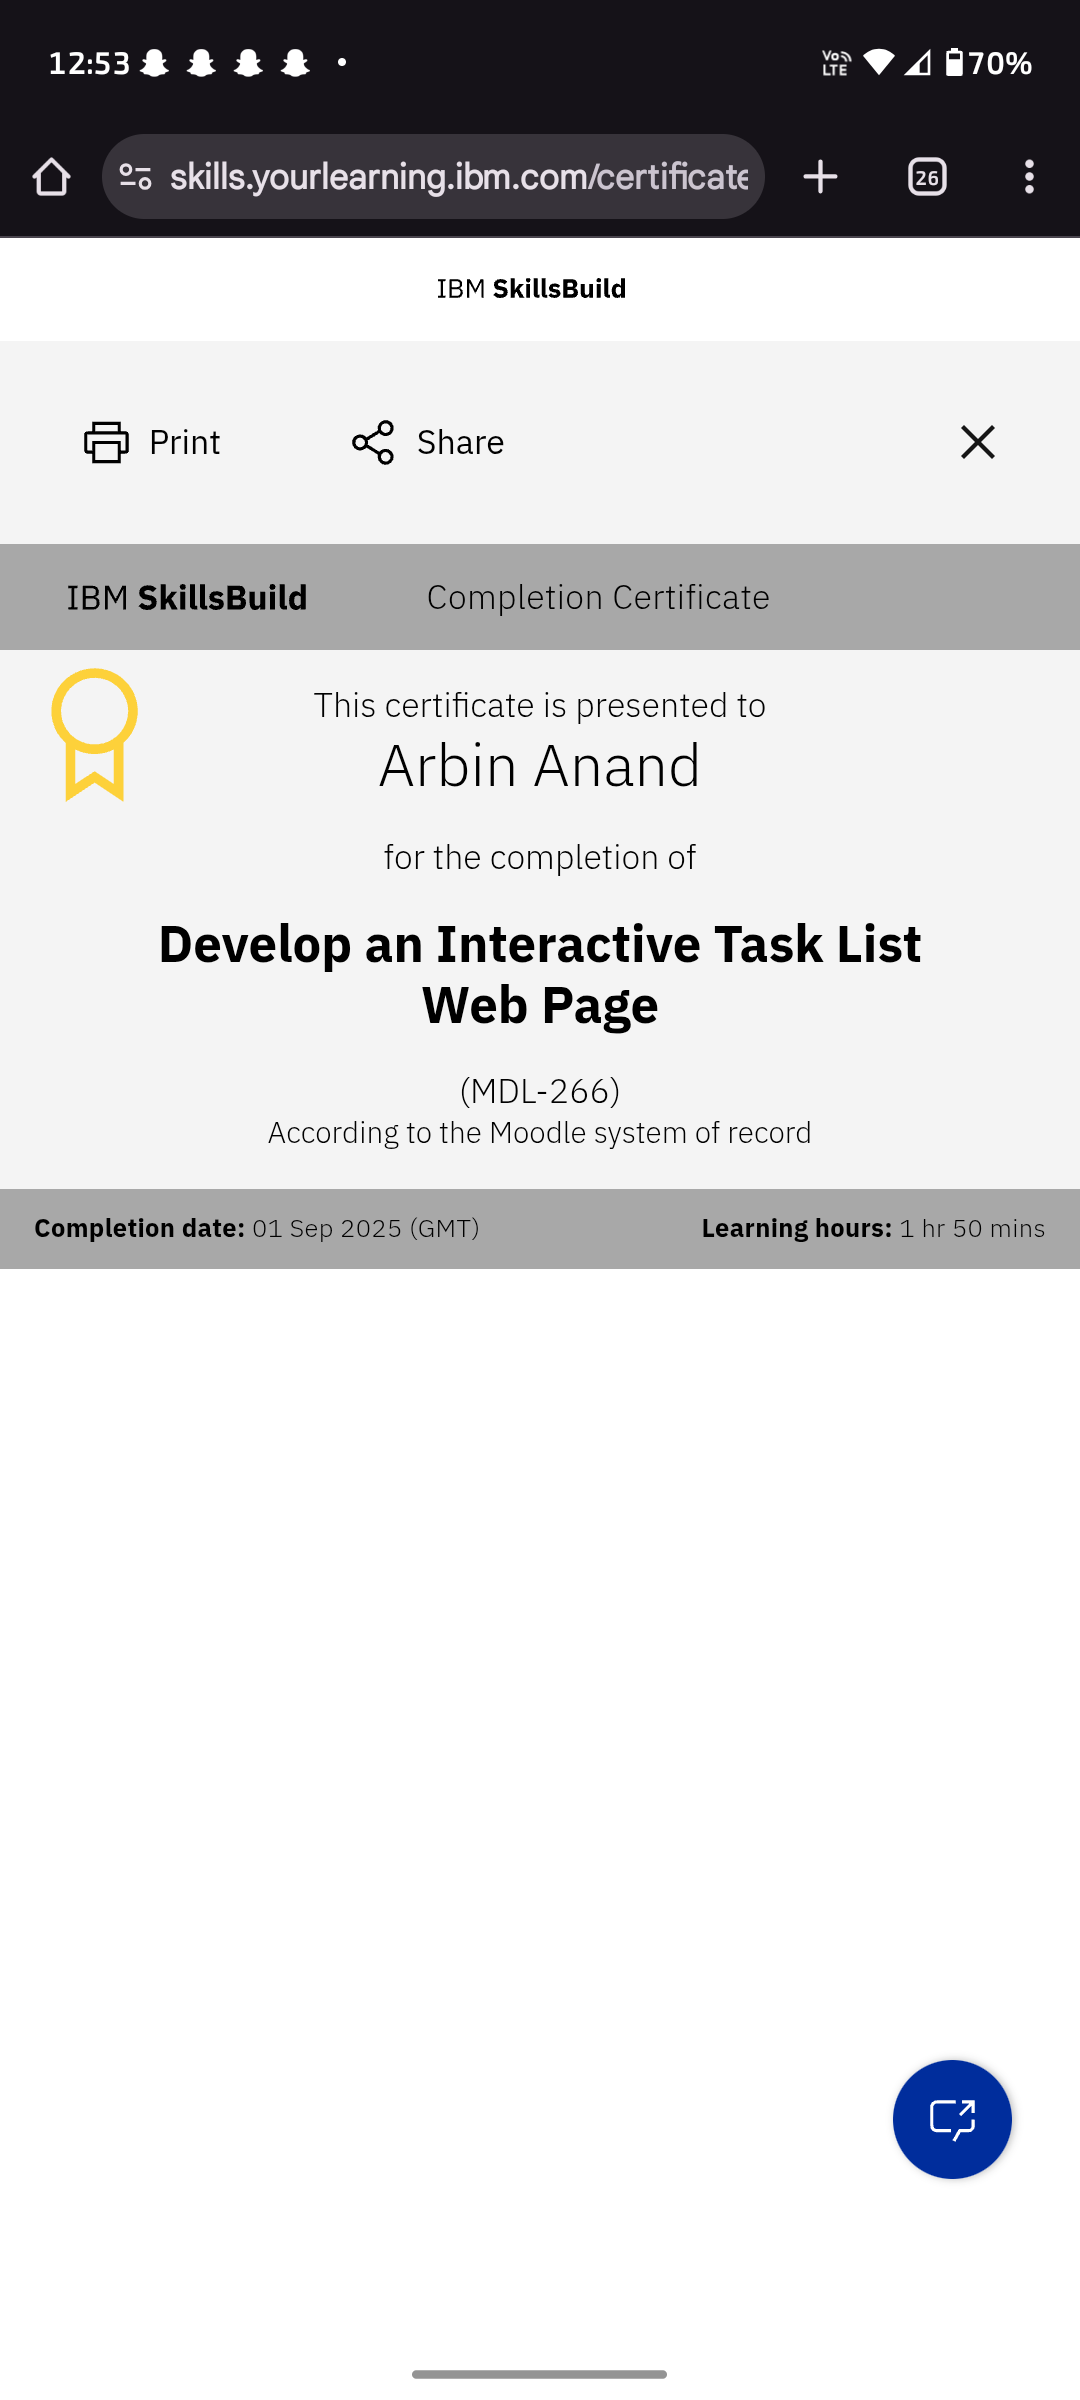 12:53
Vo LTE
70%
skills.yourlearning.ibm.com/certificate
26
IBM SkillsBuild
Print
Share
IBM SkillsBuild
Completion Certificate
This certificate is presented to
Arbin Anand
for the completion of
Develop an Interactive Task List
Web Page
(MDL-266)
According to the Moodle system of record
Completion date: 01 Sep 2025 (GMT)
Learning hours: 1 hr 50 mins